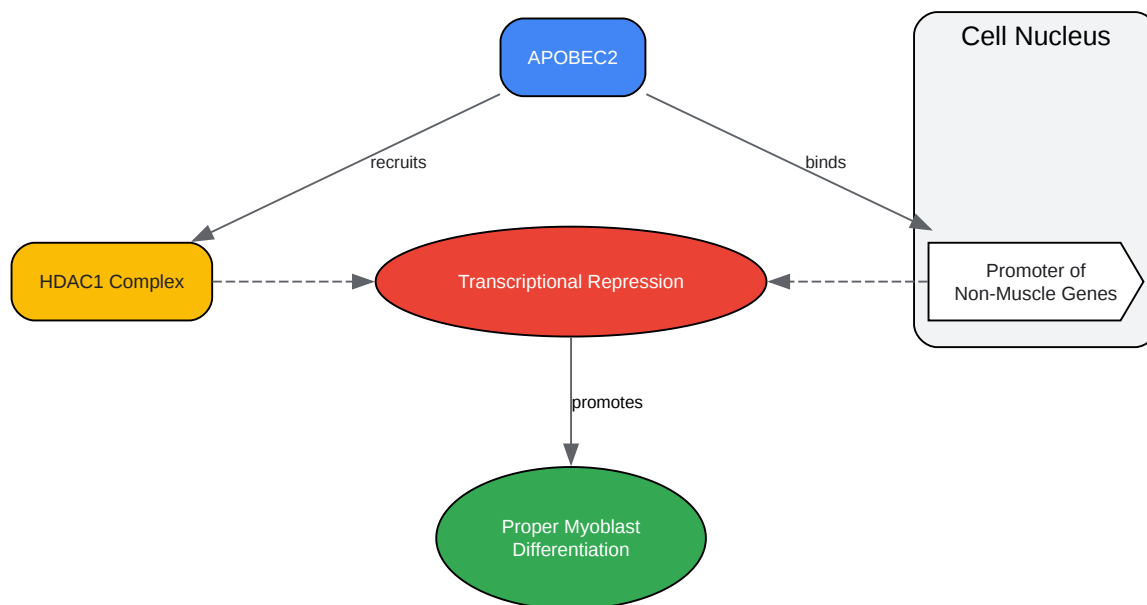 Cell Nucleus
APOBEC2
recruits
binds
HDAC1 Complex
Transcriptional Repression
Promoter of
Non-Muscle Genes
promotes
Proper Myoblast
Differentiation